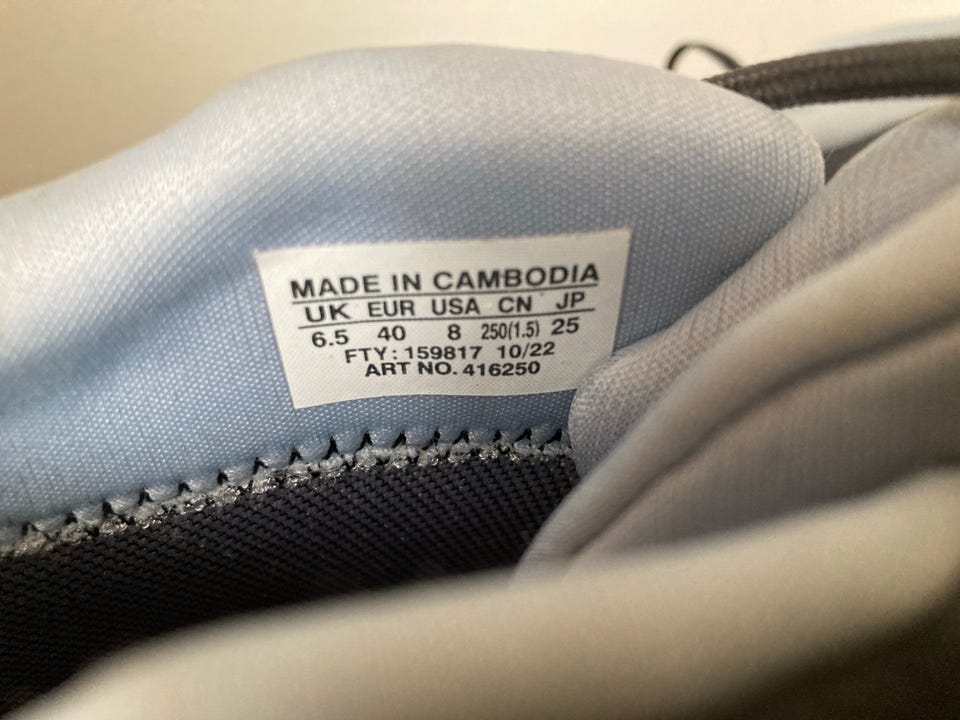 MADE IN CAMBODIA
UK EUR USA CN JP
6.5 40 8 250(1.5) 25
FTY: 159817 10/22
ART NO. 416250